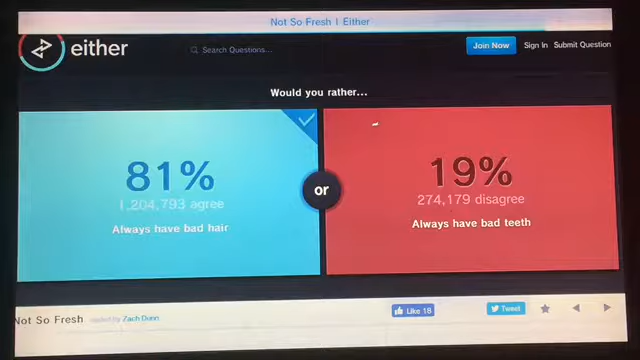 Not So Fresh | Either
either
Search Questions...
Join Now
Sign In
Submit Question
Would you rather...
81%
1,204,793 agree
Always have bad hair
or
19%
274,179 disagree
Always have bad teeth
Not So Fresh
Zach Dunn
Like 18
Tweet